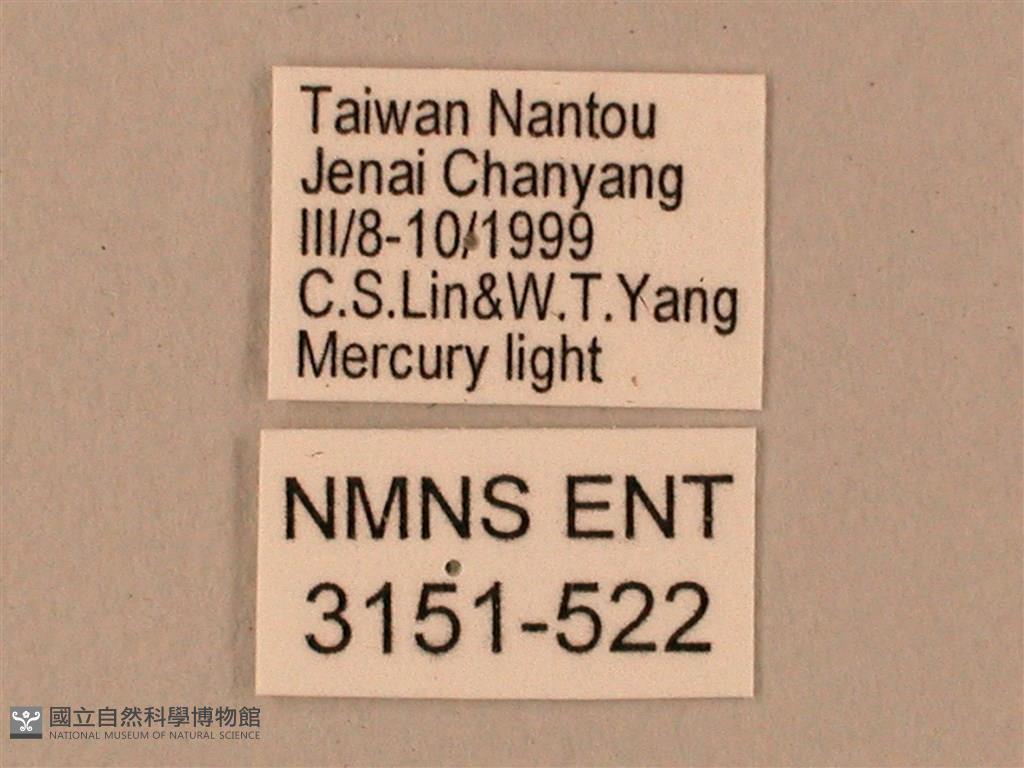 Taiwan Nantou
Jenai Chanyang
III/8-10/1999
C.S.Lin&W.T.Yang
Mercury light
NMNS ENT
3151-522
國立自然科學博物館
NATIONAL MUSEUM OF NATURAL SCIENCE